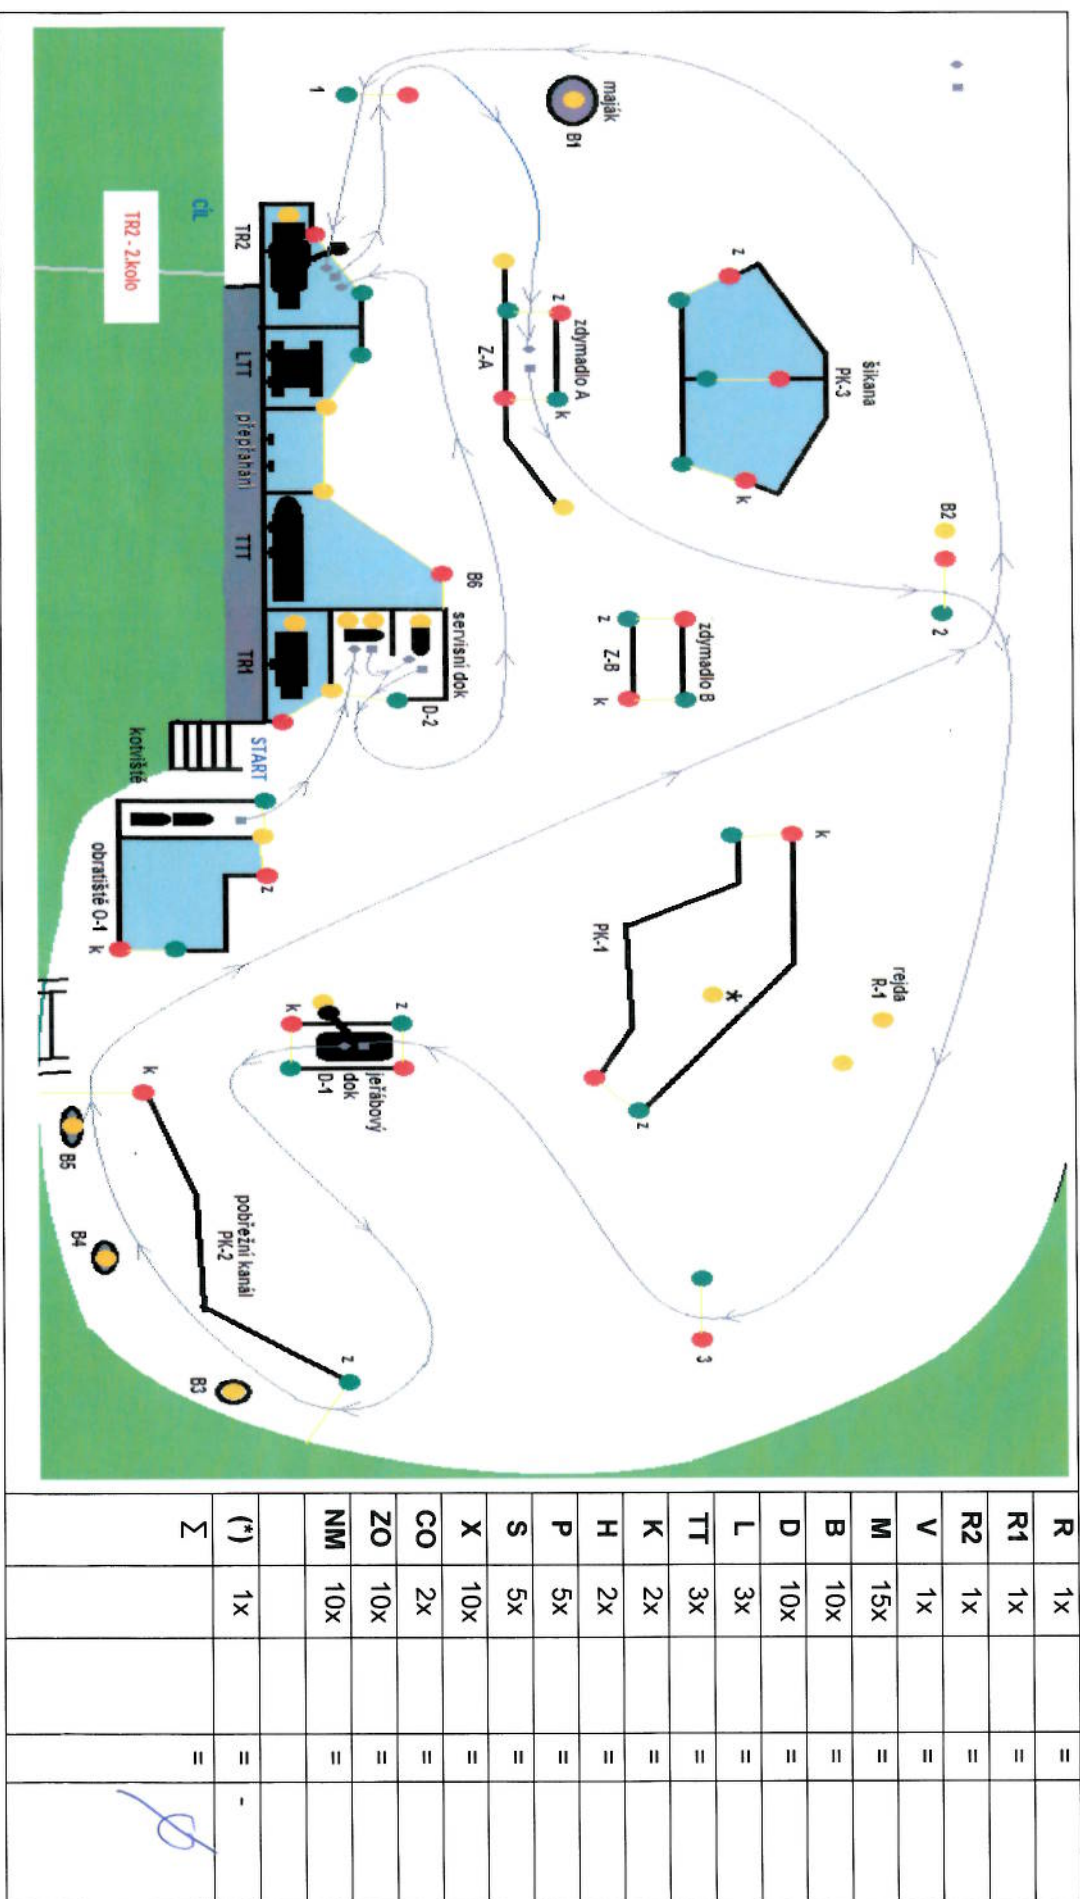 maják
B1
1
CÍL
TR2
TR2 - 2.kolo
LTT
přepřahání
TTT
TR1
B6
servisní dok
D-2
START
kotviště
z
obratiště O-1
k
z
zdymadlo A
Z-A
k
z
šikana
PK-3
k
B2
2
zdymadlo B
z
Z-B
k
k
PK-1
*
z
rejda
R-1
3
z
k
jeřábový
dok
D-1
k
pobřežní kanál
PK-2
z
B3
B4
B5
R 1x =
R1 1x =
R2 1x =
V 1x =
M 15x =
B 10x =
D 10x =
L 3x =
TT 3x =
K 2x =
H 2x =
P 5x =
S 5x =
X 10x =
CO 2x =
ZO 10x =
NM 10x =
(*) 1x = -
Σ =